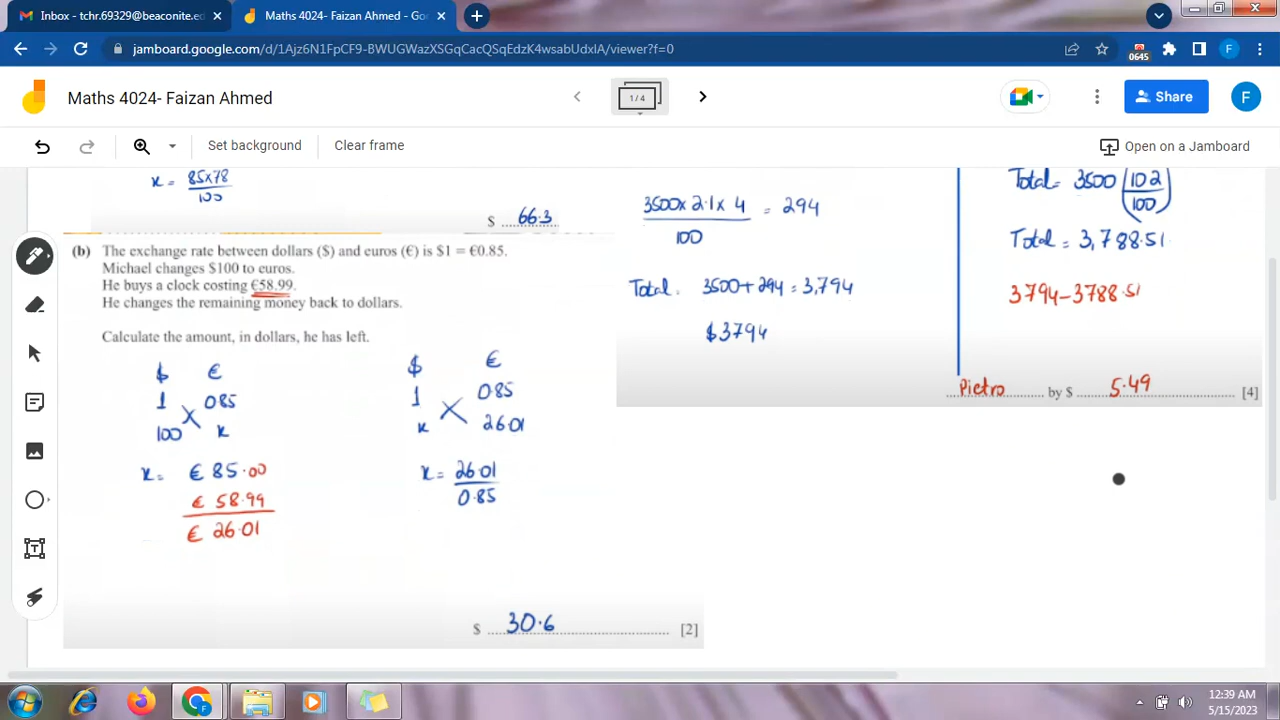 Inbox - tchr.69329@beaconite.ed
Maths 4024- Faizan Ahmed - Goo
jamboard.google.com/d/1Ajz6N1FpCF9-BWUGWazXSGqCacQSqEdzK4wsabUdxIA/viewer?f=0
0645
F
Maths 4024- Faizan Ahmed
1/4
Share
F
Set background
Clear frame
Open on a Jamboard
x = 85x78
100
$ 66.3
(b) The exchange rate between dollars ($) and euros (€) is $1 = €0.85.
Michael changes $100 to euros.
He buys a clock costing €58.99.
He changes the remaining money back to dollars.
Calculate the amount, in dollars, he has left.
$ €
1 0.85
100 x
x = € 85.00
€ 58.99
€ 26.01
$ €
1 0.85
x 26.01
x = 26.01
0.85
$ 30.6 [2]
3500x 2.1x 4 = 294
100
Total. 3500+294=3,794
$3794
Total= 3500 (102
100)
Total = 3,788.51
3794-3788.51
Pietro by $ 5.49 [4]
12:39 AM
5/15/2023